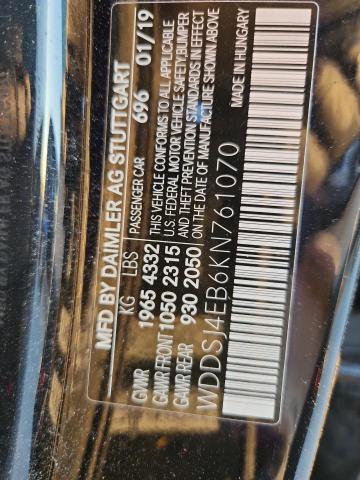 MFD BY DAIMLER AG STUTTGART
KG LBS PASSENGER CAR 696 01/19
GVWR 1965 4332 THIS VEHICLE CONFORMS TO ALL APPLICABLE
GAWR FRONT 1050 2315 U.S. FEDERAL MOTOR VEHICLE SAFETY,BUMPER
GAWR REAR 930 2050 AND THEFT PREVENTION STANDARDS IN EFFECT
ON THE DATE OF MANUFACTURE SHOWN ABOVE
WDDSJ4EB6KN761070 MADE IN HUNGARY